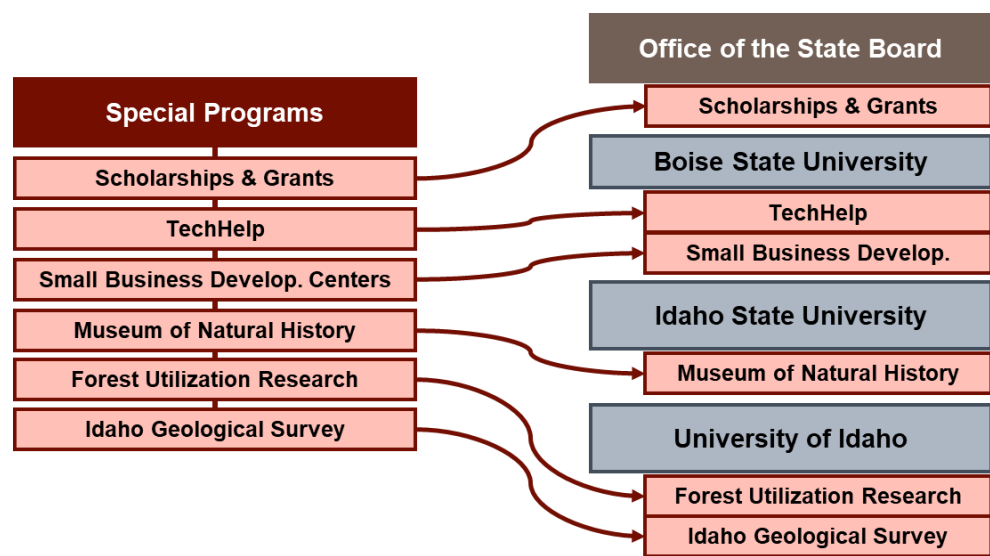 Special Programs
Scholarships & Grants
TechHelp
Small Business Develop. Centers
Museum of Natural History
Forest Utilization Research
Idaho Geological Survey
Office of the State Board
Scholarships & Grants
Boise State University
TechHelp
Small Business Develop.
Idaho State University
Museum of Natural History
University of Idaho
Forest Utilization Research
Idaho Geological Survey